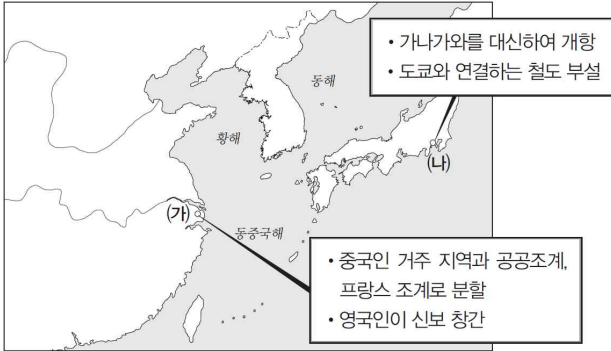 • 가나가와를 대신하여 개항
• 도쿄와 연결하는 철도 부설
동해
황해
(나)
(가)
동중국해
• 중국인 거주 지역과 공공조계,
프랑스 조계로 분할
• 영국인이 신보 창간